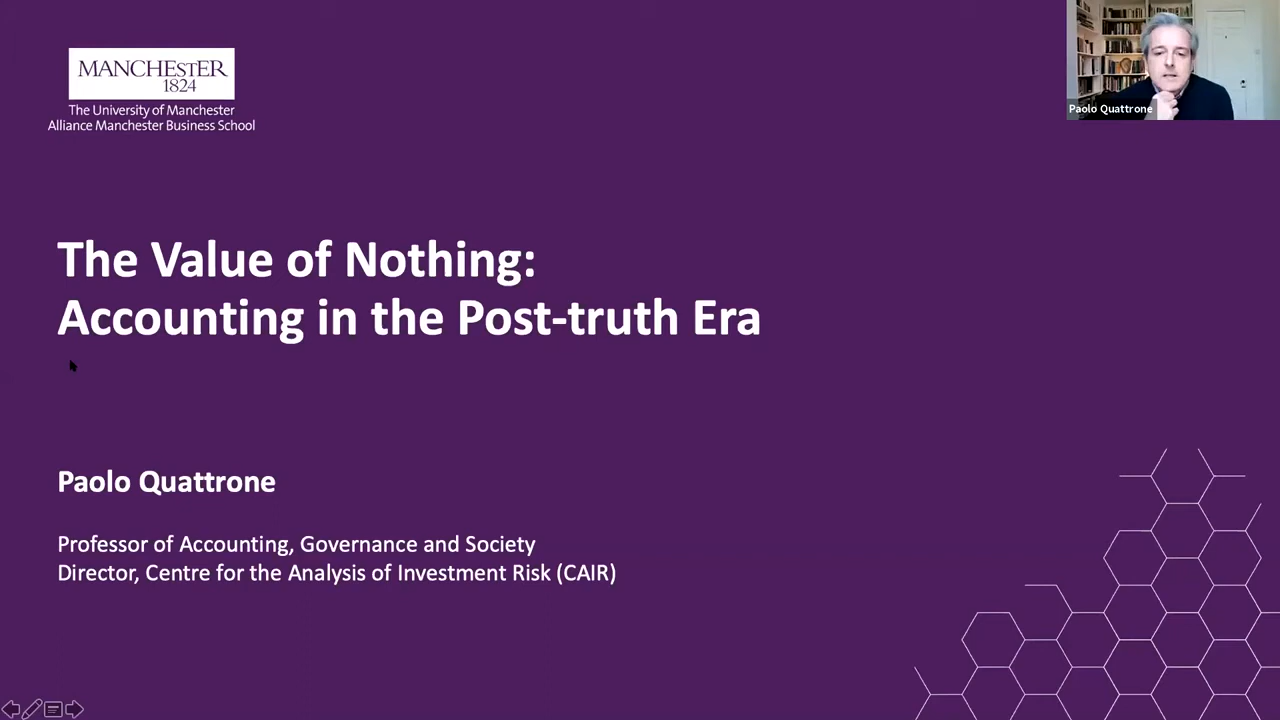 MANCHESTER
1824
The University of Manchester
Alliance Manchester Business School
Paolo Quattrone
The Value of Nothing:
Accounting in the Post-truth Era
Paolo Quattrone
Professor of Accounting, Governance and Society
Director, Centre for the Analysis of Investment Risk (CAIR)